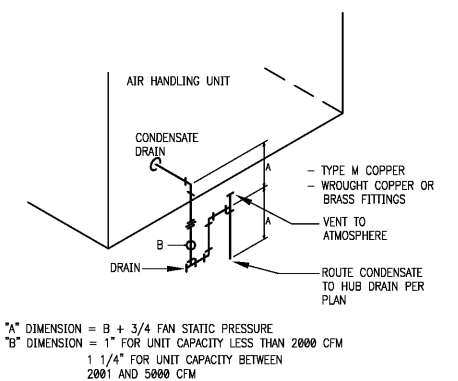 AIR HANDLING UNIT
CONDENSATE
DRAIN
A
- TYPE M COPPER
- WROUGHT COPPER OR
BRASS FITTINGS
A
VENT TO
ATMOSPHERE
B
DRAIN
ROUTE CONDENSATE
TO HUB DRAIN PER
PLAN
"A" DIMENSION = B + 3/4 FAN STATIC PRESSURE
"B" DIMENSION = 1" FOR UNIT CAPACITY LESS THAN 2000 CFM
1 1/4" FOR UNIT CAPACITY BETWEEN
2001 AND 5000 CFM